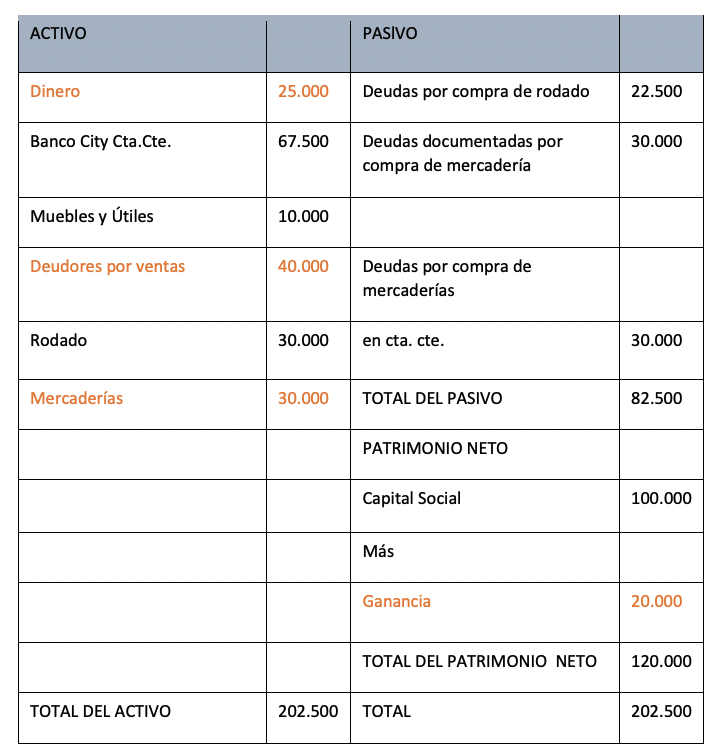 ACTIVO PASIVO
Dinero 25.000 Deudas por compra de rodado 22.500
Banco City Cta.Cte. 67.500 Deudas documentadas por 30.000
compra de mercadería
Muebles y Útiles 10.000
Deudores por ventas 40.000 Deudas por compra de
mercaderías
Rodado 30.000 en cta. cte. 30.000
Mercaderías 30.000 TOTAL DEL PASIVO 82.500
PATRIMONIO NETO
Capital Social 100.000
Más
Ganancia 20.000
TOTAL DEL PATRIMONIO NETO 120.000
TOTAL DEL ACTIVO 202.500 TOTAL 202.500